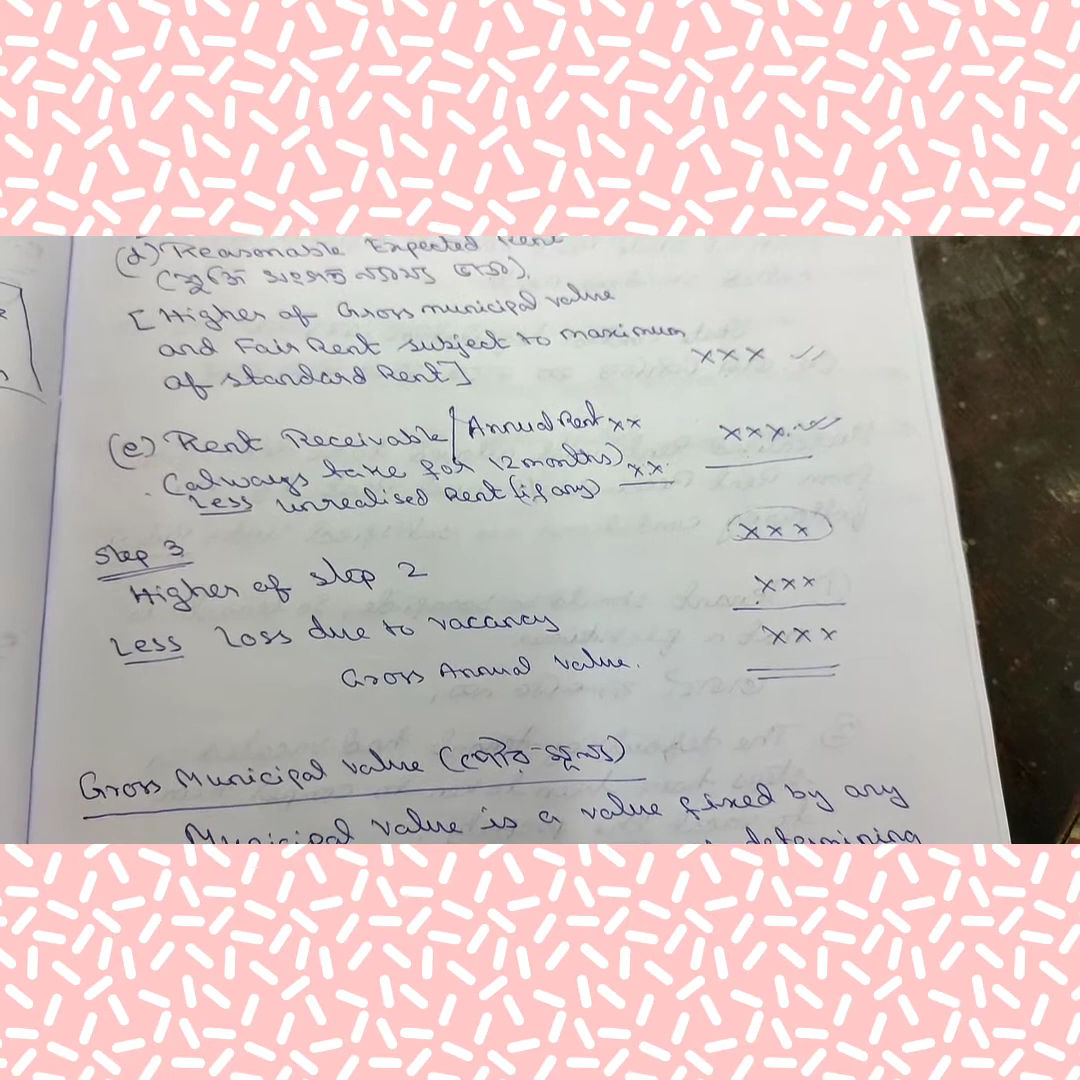 (d) Reasonable Expected Rent
[Higher of Gross municipal value
and Fair Rent subject to maximum
of standard Rent] xxx
(e) Rent Receivable / Annual Rent xx xxx
(always take for 12 months) xx
Less unrealised Rent (if any)
xxx
Step 3
Higher of step 2 xxx
Less Loss due to vacancy xxx
Gross Annual value.
Gross Municipal value (পৌর-মূল্য)
Municipal value is a value fixed by any
determining